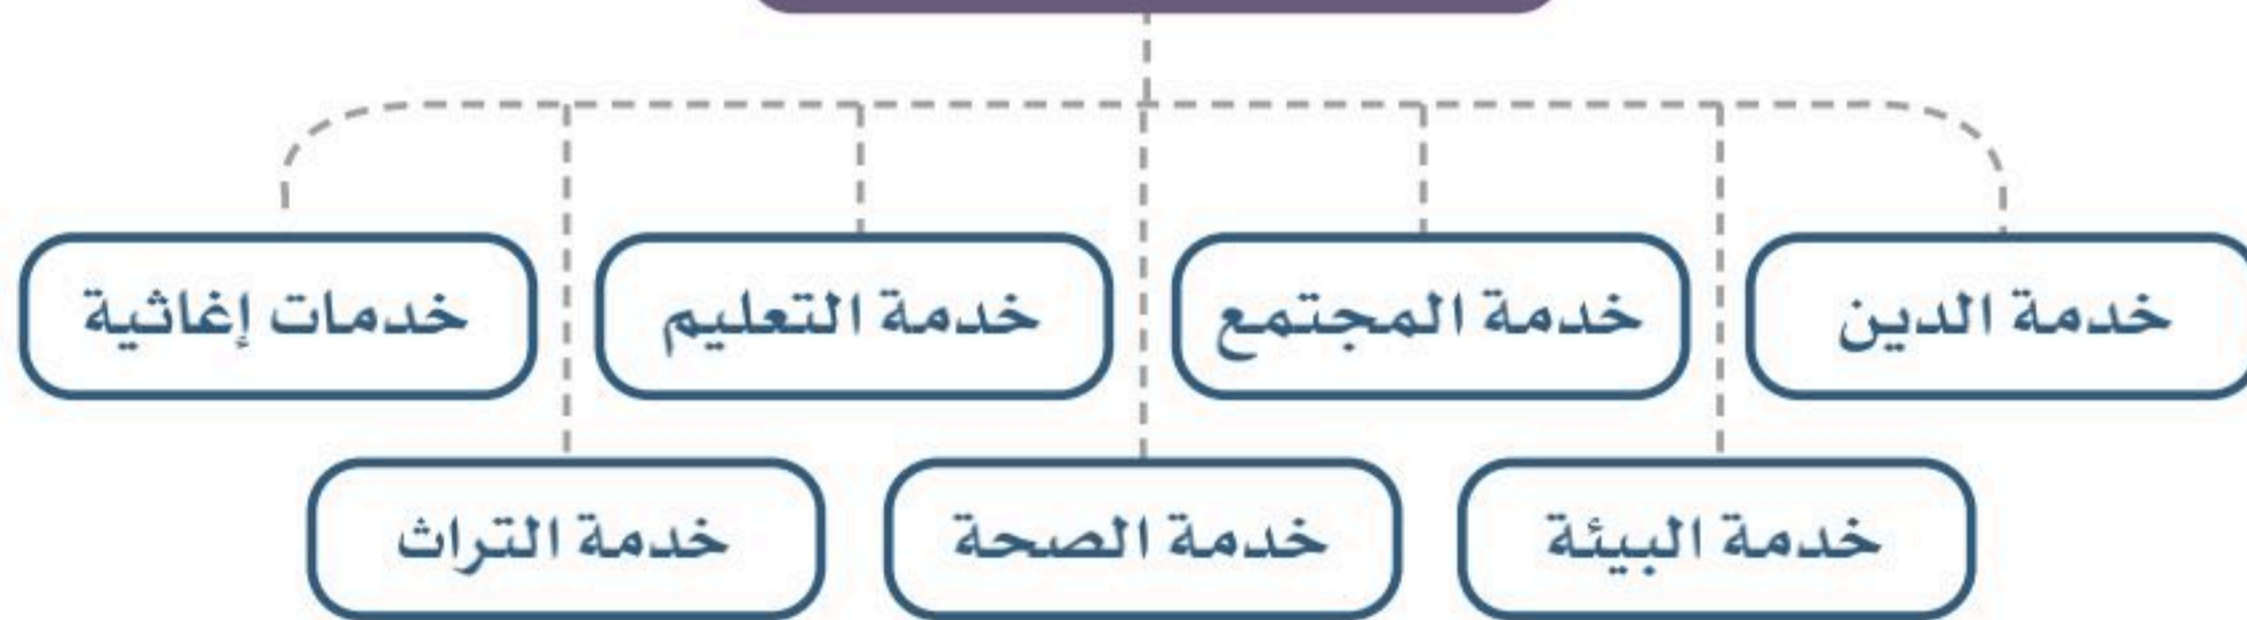 خدمة الدين
خدمة المجتمع
خدمة التعليم
خدمات إغاثية
خدمة البيئة
خدمة الصحة
خدمة التراث